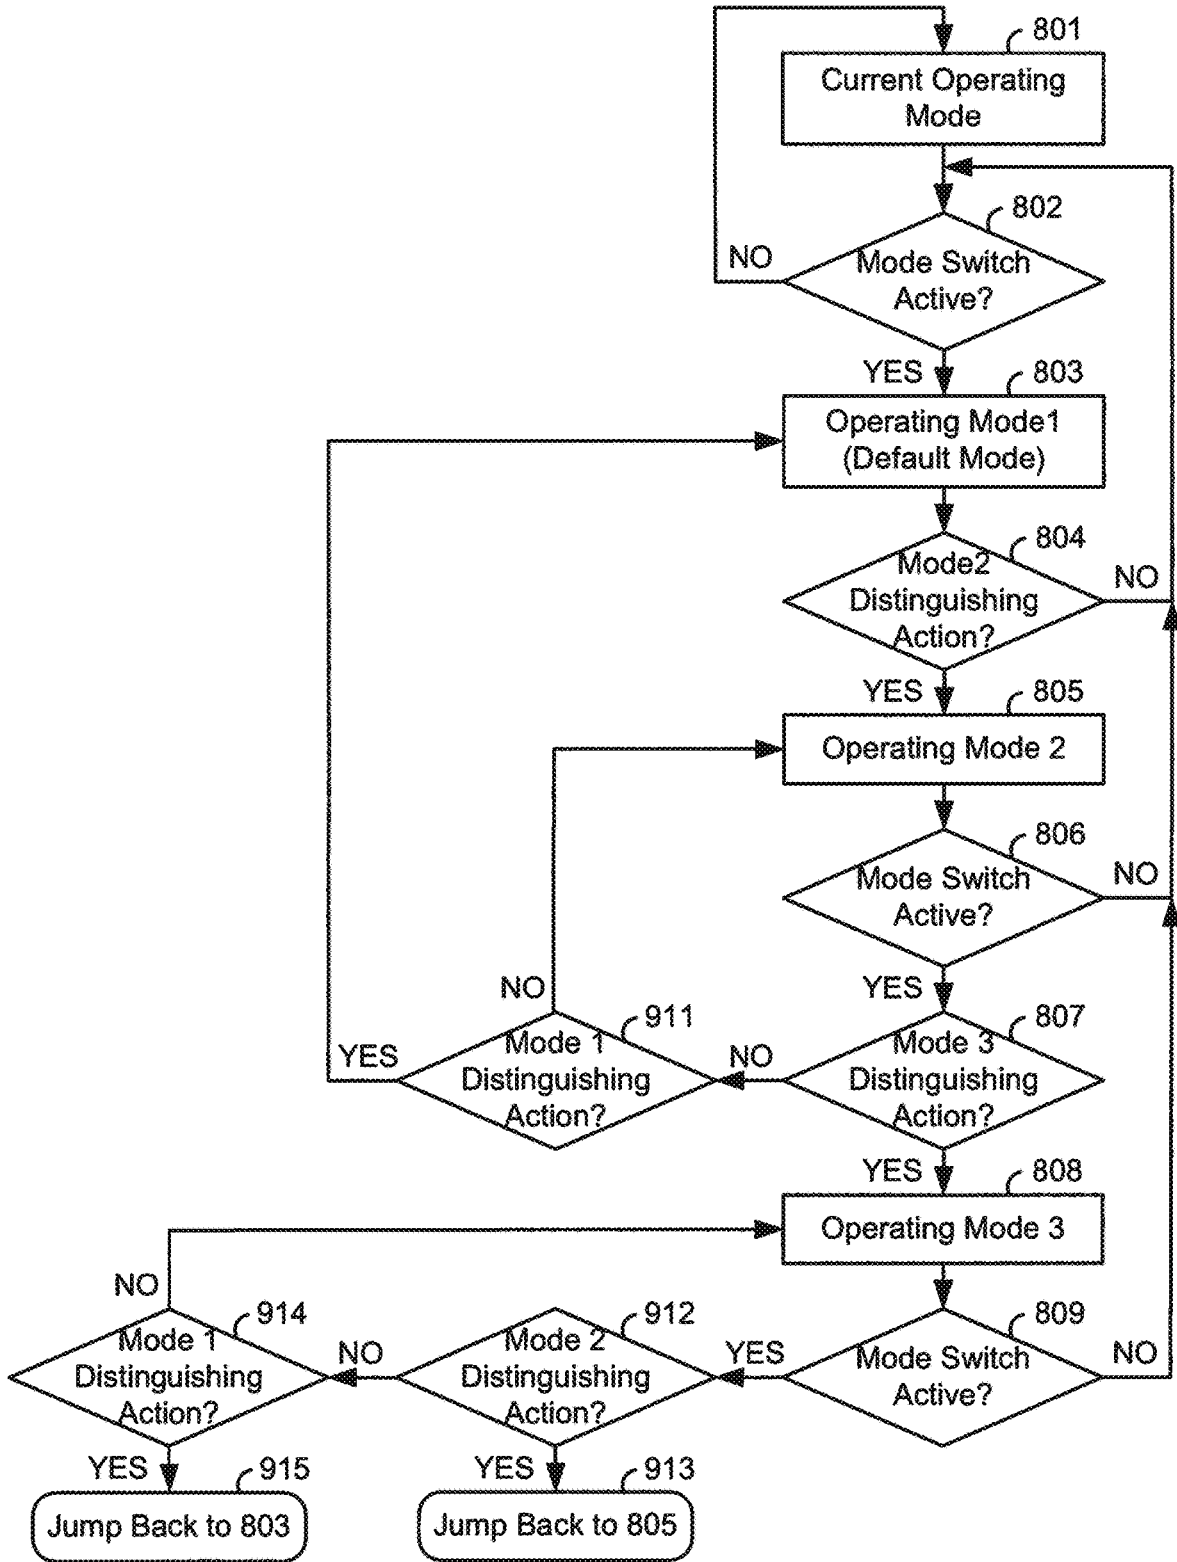 801
Current Operating
Mode
802
NO
Mode Switch
Active?
YES
803
Operating Mode1
(Default Mode)
804
Mode2
Distinguishing
Action?
NO
YES
805
Operating Mode 2
806
Mode Switch
Active?
NO
YES
NO
911
807
YES
Mode 1
Distinguishing
Action?
NO
Mode 3
Distinguishing
Action?
YES
808
Operating Mode 3
NO
914
912
809
Mode 1
Distinguishing
Action?
NO
Mode 2
Distinguishing
Action?
YES
Mode Switch
Active?
NO
YES
915
YES
913
Jump Back to 803
Jump Back to 805